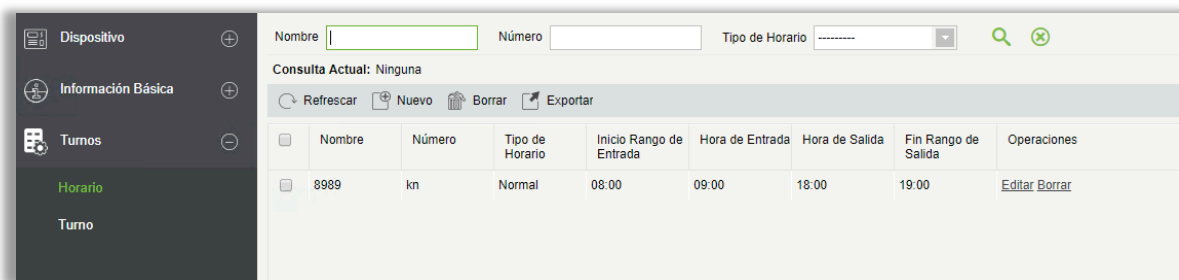 Dispositivo
Información Básica
Turnos
Horario
Turno
Nombre Número Tipo de Horario ---------
Consulta Actual: Ninguna
Refrescar Nuevo Borrar Exportar
Nombre Número Tipo de Horario Inicio Rango de Entrada Hora de Entrada Hora de Salida Fin Rango de Salida Operaciones
8989 kn Normal 08:00 09:00 18:00 19:00 Editar Borrar